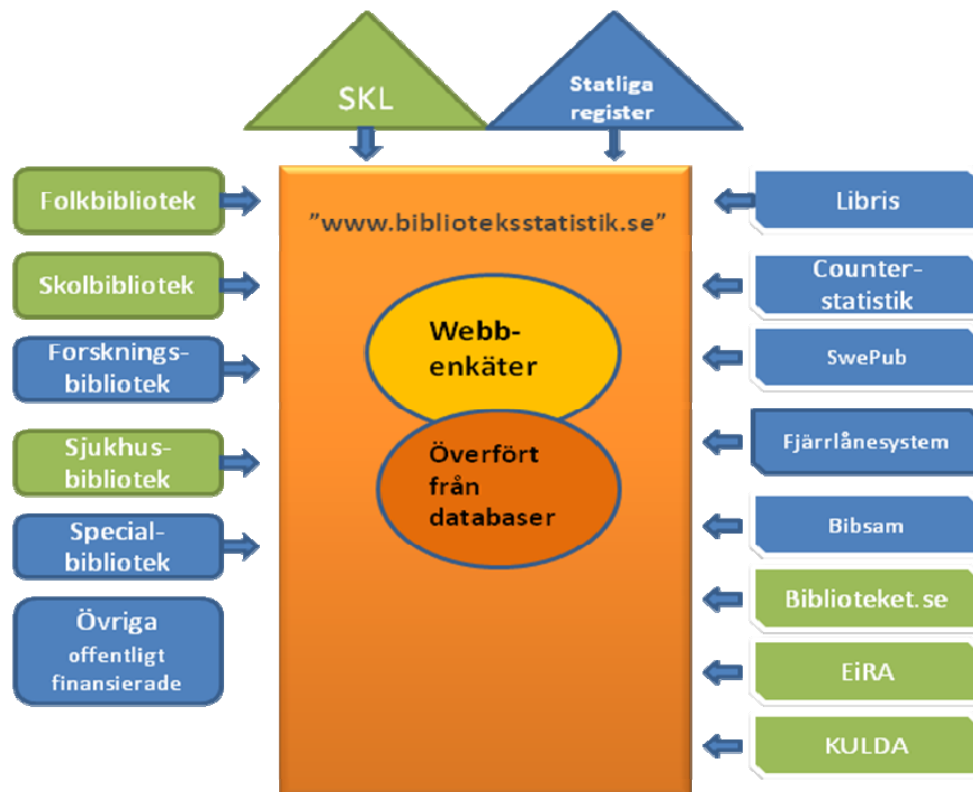 SKL
Statliga
register
Folkbibliotek
Skolbibliotek
Forsknings-
bibliotek
Sjukhus-
bibliotek
Special-
bibliotek
Övriga
offentligt
finansierade
"www.biblioteksstatistik.se"
Webb-
enkäter
Överfört
från
databaser
Libris
Counter-
statistik
SwePub
Fjärrlånesystem
Bibsam
Biblioteket.se
EiRA
KULDA